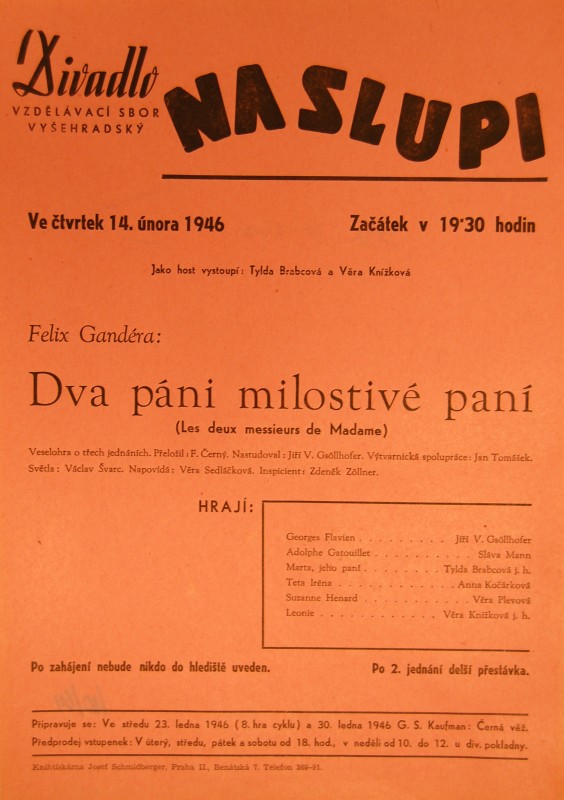 Divadlo
VZDĚLÁVACÍ SBOR
VYŠEHRADSKÝ
NA SLUPI
Ve čtvrtek 14. února 1946 Začátek v 19·30 hodin
Jako host vystoupí: Tylda Brabcová a Věra Knížková
Felix Gandéra:
Dva páni milostivé paní
(Les deux messieurs de Madame)
Veselohra o třech jednáních. Přeložil: F. Černý. Nastudoval: Jiří V. Gsöllhofer. Výtvarnická spolupráce: Jan Tomášek.
Světla: Václav Švarc. Napovídá: Věra Sedláčková. Inspicient: Zdeněk Zöllner.
HRAJÍ:
Georges Flavien . . . . . . . . . Jiří V. Gsöllhofer
Adolphe Gatouillet . . . . . . . . . . Sláva Mann
Marta, jeho paní . . . . . . . . Tylda Brabcová j. h.
Teta Iréna . . . . . . . . . . . . Anna Kočárková
Suzanne Henard . . . . . . . . . . Věra Plevová
Leonie . . . . . . . . . . . . Věra Knížková j. h.
Po zahájení nebude nikdo do hlediště uveden. Po 2. jednání delší přestávka.
Připravuje se: Ve středu 23. ledna 1946 (8. hra cyklu) a 30. ledna 1946 G. S. Kaufman: Černá věž.
Předprodej vstupenek: V úterý, středu, pátek a sobotu od 18. hod., v neděli od 10. do 12. u div. pokladny.
Knihtiskárna Josef Schmidberger, Praha II., Benátská 7. Telefon 369-91.